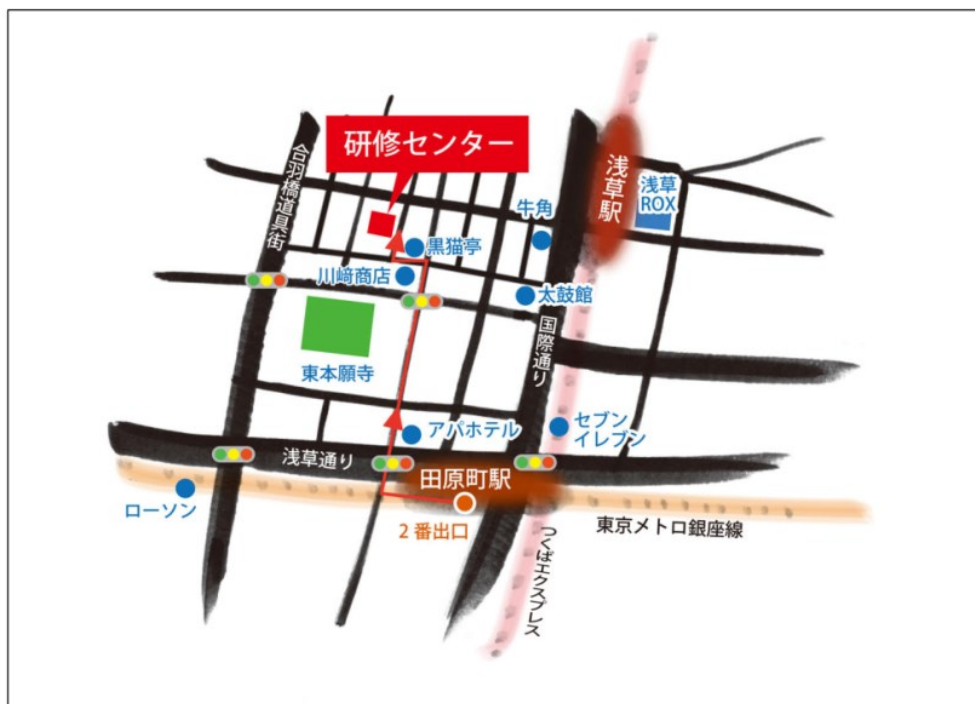 研修センター
合羽橋道具街
浅草駅
浅草
ROX
牛角
黒猫亭
川﨑商店
太鼓館
国際通り
東本願寺
アパホテル
セブン
イレブン
浅草通り
田原町駅
ローソン
2番出口
東京メトロ銀座線
つくばエクスプレス